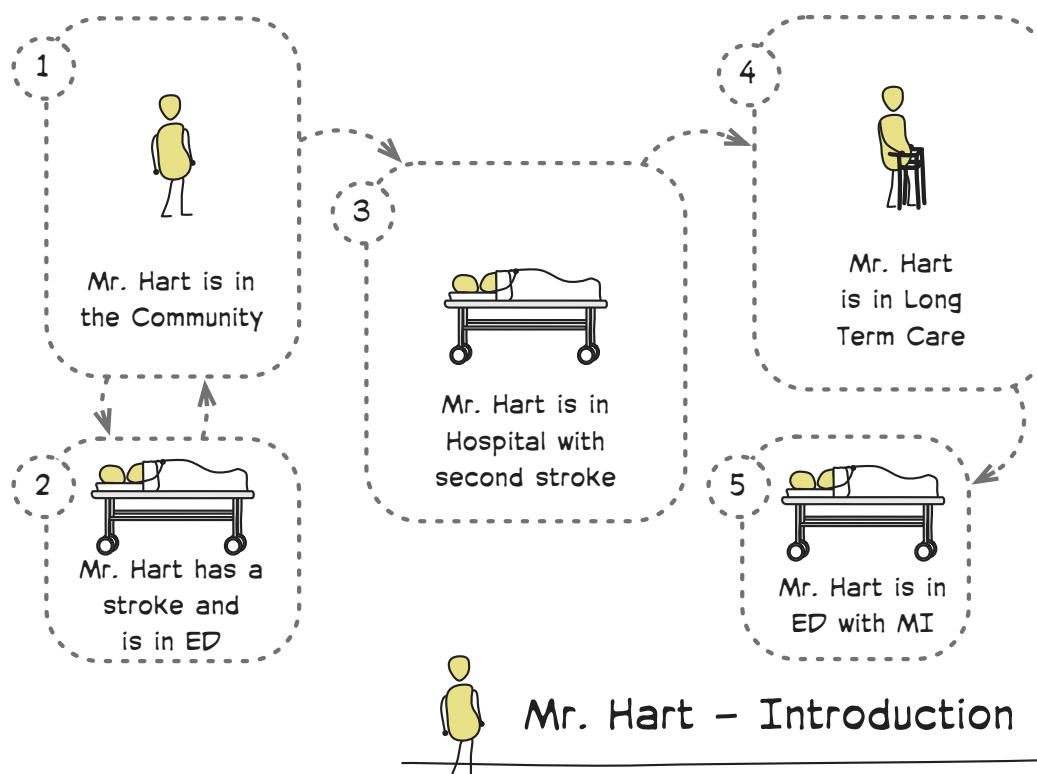 1
Mr. Hart is in
the Community
2
Mr. Hart has a
stroke and
is in ED
3
Mr. Hart is in
Hospital with
second stroke
4
Mr. Hart
is in Long
Term Care
5
Mr. Hart is in
ED with MI
Mr. Hart - Introduction